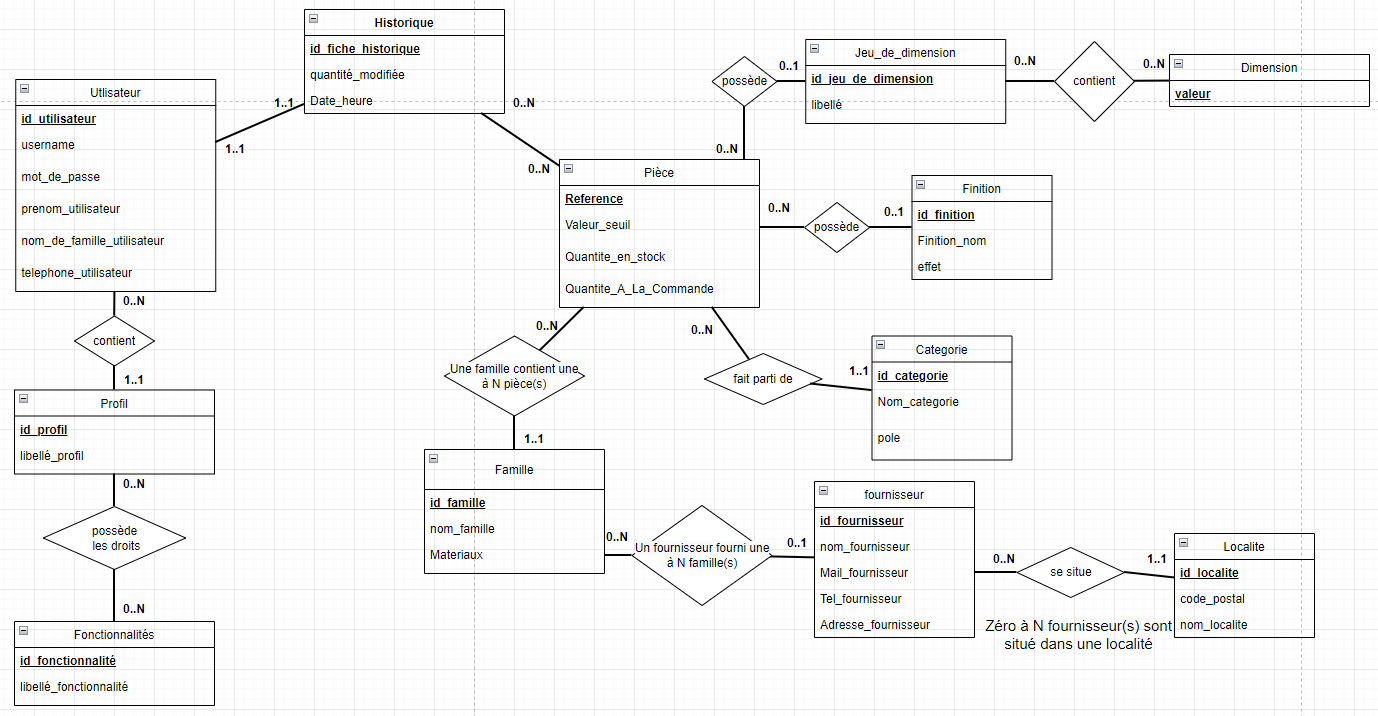 Historique
id_fiche_historique
quantité_modifiée
Date_heure
1..1
0..N
Utlisateur
id_utilisateur
username
mot_de_passe
prenom_utilisateur
nom_de_famille_utilisateur
telephone_utilisateur
1..1
0..N
contient
1..1
Profil
id_profil
libellé_profil
0..N
possède
les droits
0..N
Fonctionnalités
id_fonctionnalité
libellé_fonctionnalité
0..N
Pièce
Reference
Valeur_seuil
Quantite_en_stock
Quantite_A_La_Commande
0..N
possède
0..1
Jeu_de_dimension
id_jeu_de_dimension
libellé
0..N
contient
0..N
Dimension
valeur
0..N
possède
0..1
Finition
id_finition
Finition_nom
effet
0..N
fait parti de
1..1
Categorie
id_categorie
Nom_categorie
pole
0..N
Une famille contient une
à N pièce(s)
1..1
Famille
id_famille
nom_famille
Materiaux
0..N
Un fournisseur fourni une
à N famille(s)
0..1
fournisseur
id_fournisseur
nom_fournisseur
Mail_fournisseur
Tel_fournisseur
Adresse_fournisseur
0..N
se situe
1..1
Localite
id_localite
code_postal
nom_localite
Zéro à N fournisseur(s) sont
situé dans une localité